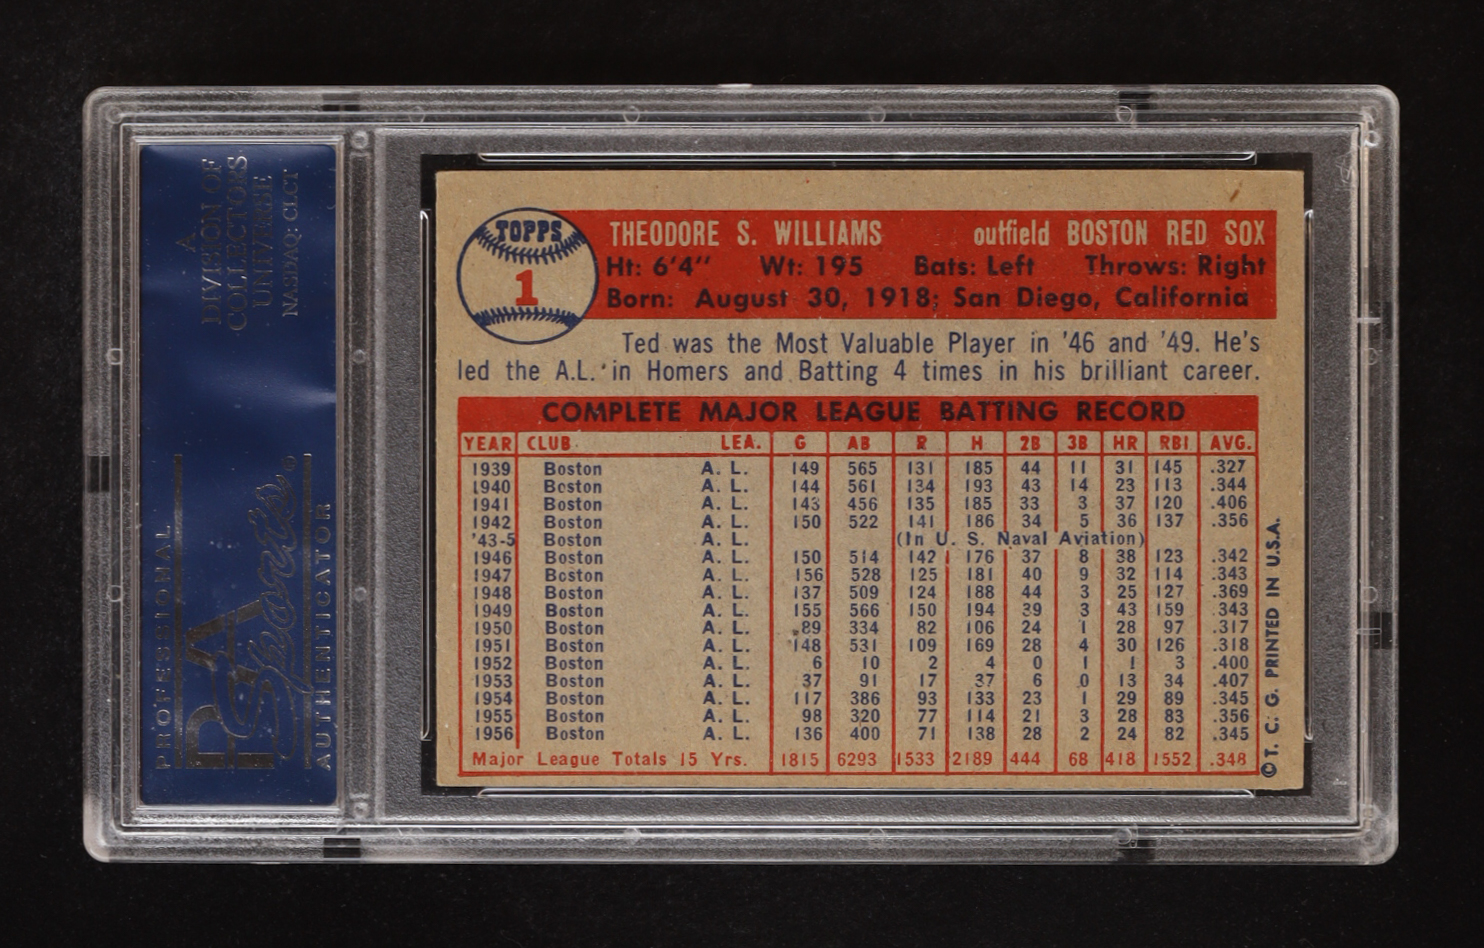 A
DIVISION OF
COLLECTORS
UNIVERSE
NASDAQ: CLCT
PROFESSIONAL
PSA
Sports®
AUTHENTICATOR
TOPPS
1
THEODORE S. WILLIAMS outfield BOSTON RED SOX
Ht: 6'4" Wt: 195 Bats: Left Throws: Right
Born: August 30, 1918; San Diego, California
Ted was the Most Valuable Player in '46 and '49. He's
led the A.L. in Homers and Batting 4 times in his brilliant career.
COMPLETE MAJOR LEAGUE BATTING RECORD
YEAR CLUB LEA. G AB R H 2B 3B HR RBI AVG.
1939 Boston A. L. 149 565 131 185 44 11 31 145 .327
1940 Boston A. L. 144 561 134 193 43 14 23 113 .344
1941 Boston A. L. 143 456 135 185 33 3 37 120 .406
1942 Boston A. L. 150 522 141 186 34 5 36 137 .356
'43-5 Boston A. L. (In U. S. Naval Aviation)
1946 Boston A. L. 150 514 142 176 37 8 38 123 .342
1947 Boston A. L. 156 528 125 181 40 9 32 114 .343
1948 Boston A. L. 137 509 124 188 44 3 25 127 .369
1949 Boston A. L. 155 566 150 194 39 3 43 159 .343
1950 Boston A. L. 89 334 82 106 24 1 28 97 .317
1951 Boston A. L. 148 531 109 169 28 4 30 126 .318
1952 Boston A. L. 6 10 2 4 0 1 1 3 .400
1953 Boston A. L. 37 91 17 37 6 0 13 34 .407
1954 Boston A. L. 117 386 93 133 23 1 29 89 .345
1955 Boston A. L. 98 320 77 114 21 3 28 83 .356
1956 Boston A. L. 136 400 71 138 28 2 24 82 .345
Major League Totals 15 Yrs. 1815 6293 1533 2189 444 68 418 1552 .348
© T. C. G. PRINTED IN U.S.A.